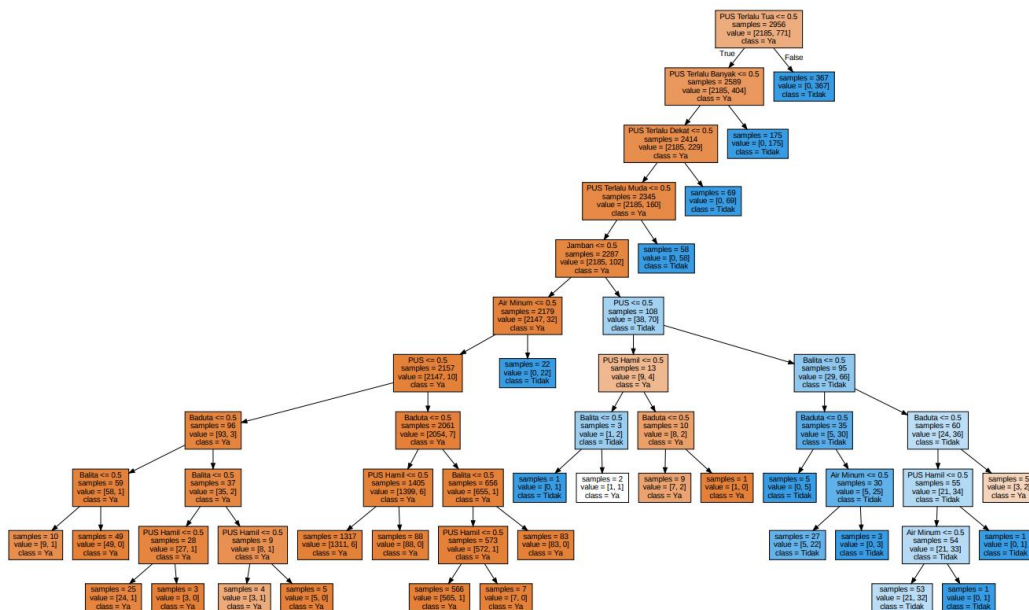 PUS Terlalu Tua <= 0.5
samples = 2956
value = [2185, 771]
class = Ya
True
False
PUS Terlalu Banyak <= 0.5
samples = 2589
value = [2185, 404]
class = Ya
samples = 367
value = [0, 367]
class = Tidak
PUS Terlalu Dekat <= 0.5
samples = 2414
value = [2185, 229]
class = Ya
samples = 175
value = [0, 175]
class = Tidak
PUS Terlalu Muda <= 0.5
samples = 2345
value = [2185, 160]
class = Ya
samples = 69
value = [0, 69]
class = Tidak
Jamban <= 0.5
samples = 2287
value = [2185, 102]
class = Ya
samples = 58
value = [0, 58]
class = Tidak
Air Minum <= 0.5
samples = 2179
value = [2147, 32]
class = Ya
PUS <= 0.5
samples = 108
value = [38, 70]
class = Tidak
PUS <= 0.5
samples = 2157
value = [2147, 10]
class = Ya
samples = 22
value = [0, 22]
class = Tidak
PUS Hamil <= 0.5
samples = 13
value = [9, 4]
class = Ya
Balita <= 0.5
samples = 95
value = [29, 66]
class = Tidak
Baduta <= 0.5
samples = 96
value = [93, 3]
class = Ya
Baduta <= 0.5
samples = 2061
value = [2054, 7]
class = Ya
Balita <= 0.5
samples = 3
value = [1, 2]
class = Tidak
Baduta <= 0.5
samples = 10
value = [8, 2]
class = Ya
Baduta <= 0.5
samples = 35
value = [5, 30]
class = Tidak
Baduta <= 0.5
samples = 60
value = [24, 36]
class = Tidak
Balita <= 0.5
samples = 59
value = [58, 1]
class = Ya
Balita <= 0.5
samples = 37
value = [35, 2]
class = Ya
PUS Hamil <= 0.5
samples = 1405
value = [1399, 6]
class = Ya
Balita <= 0.5
samples = 656
value = [655, 1]
class = Ya
samples = 1
value = [0, 1]
class = Tidak
samples = 2
value = [1, 1]
class = Ya
samples = 9
value = [7, 2]
class = Ya
samples = 1
value = [1, 0]
class = Ya
samples = 5
value = [0, 5]
class = Tidak
Air Minum <= 0.5
samples = 30
value = [5, 25]
class = Tidak
PUS Hamil <= 0.5
samples = 55
value = [21, 34]
class = Tidak
samples = 5
value = [3, 2]
class = Ya
samples = 10
value = [9, 1]
class = Ya
samples = 49
value = [49, 0]
class = Ya
PUS Hamil <= 0.5
samples = 28
value = [27, 1]
class = Ya
PUS Hamil <= 0.5
samples = 9
value = [8, 1]
class = Ya
samples = 1317
value = [1311, 6]
class = Ya
samples = 88
value = [88, 0]
class = Ya
PUS Hamil <= 0.5
samples = 573
value = [572, 1]
class = Ya
samples = 83
value = [83, 0]
class = Ya
samples = 27
value = [5, 22]
class = Tidak
samples = 3
value = [0, 3]
class = Tidak
Air Minum <= 0.5
samples = 54
value = [21, 33]
class = Tidak
samples = 1
value = [0, 1]
class = Tidak
samples = 25
value = [24, 1]
class = Ya
samples = 3
value = [3, 0]
class = Ya
samples = 4
value = [3, 1]
class = Ya
samples = 5
value = [5, 0]
class = Ya
samples = 566
value = [565, 1]
class = Ya
samples = 7
value = [7, 0]
class = Ya
samples = 53
value = [21, 32]
class = Tidak
samples = 1
value = [0, 1]
class = Tidak